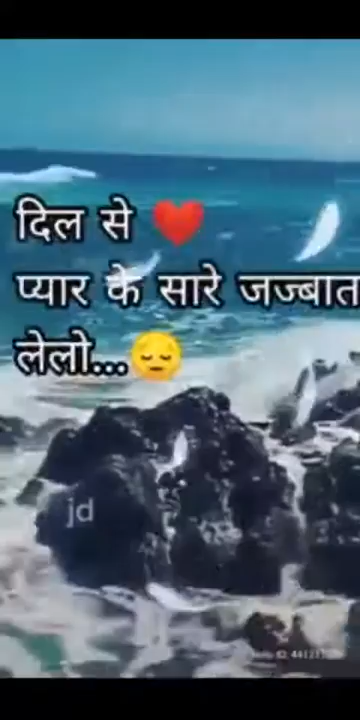 दिल से ❤️
प्यार के सारे जज्बात
लेलो...😔
jd